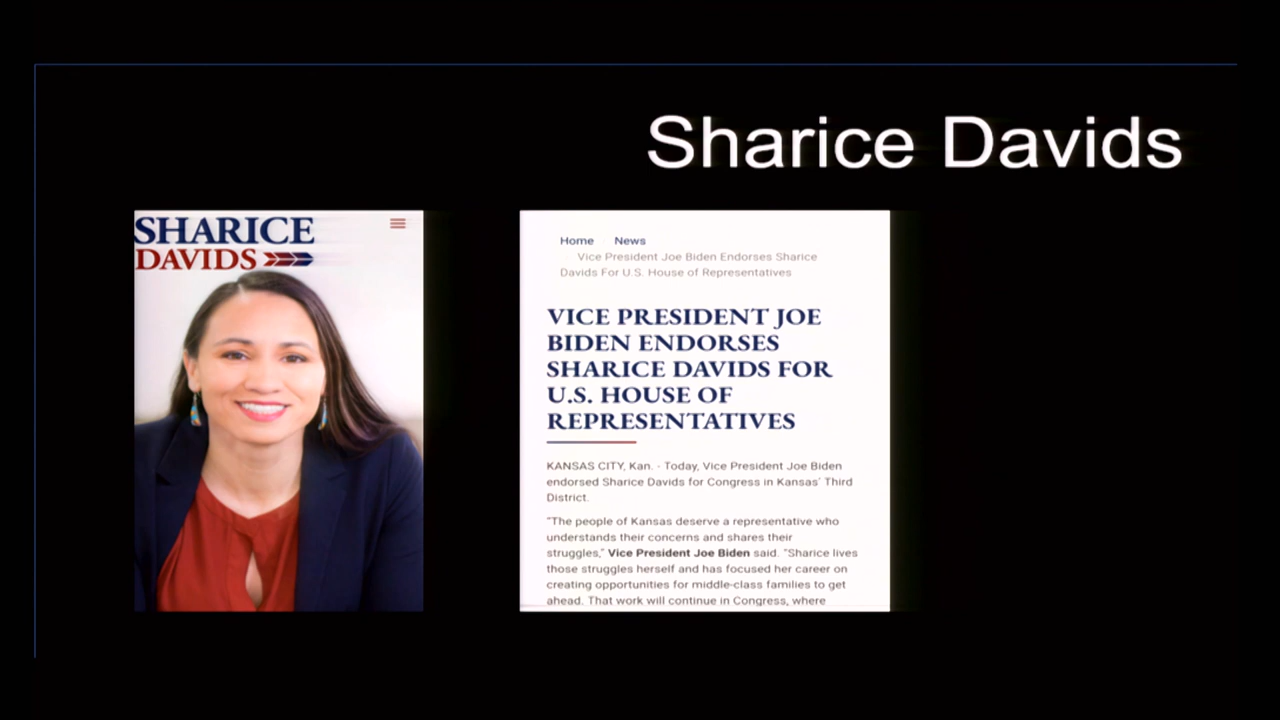 Sharice Davids
SHARICE
DAVIDS
Home News
Vice President Joe Biden Endorses Sharice
Davids For U.S. House of Representatives
VICE PRESIDENT JOE
BIDEN ENDORSES
SHARICE DAVIDS FOR
U.S. HOUSE OF
REPRESENTATIVES
KANSAS CITY, Kan. - Today, Vice President Joe Biden
endorsed Sharice Davids for Congress in Kansas' Third
District.
"The people of Kansas deserve a representative who
understands their concerns and shares their
struggles," Vice President Joe Biden said. "Sharice lives
those struggles herself and has focused her career on
creating opportunities for middle-class families to get
ahead. That work will continue in Congress, where